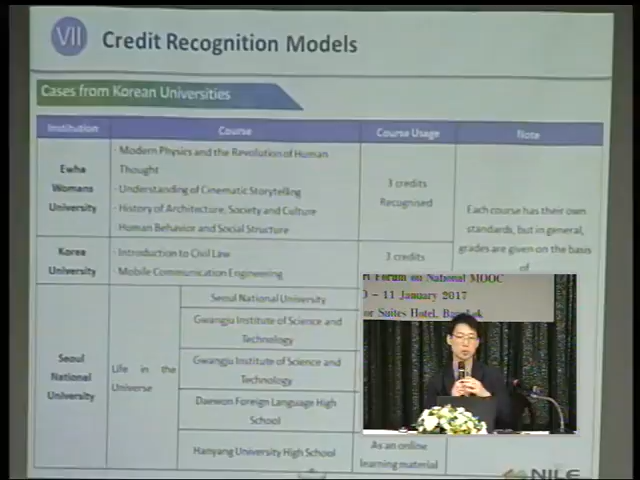 VII
Credit Recognition Models
Cases from Korean Universities
Institution
Course
Course Usage
Note
Ewha
Womans
University
· Modern Physics and the Revolution of Human
Thought
· Understanding of Cinematic Storytelling
· History of Architecture, Society and Culture
Human Behavior and Social Structure
3 credits
Recognised
Each course has their own
standards, but in general,
grades are given on the basis
of
Korea
University
· Introduction to Civil Law
· Mobile Communication Engineering
3 credits
Seoul
National
University
Life in the
Universe
Seoul National University
Gwangju Institute of Science and
Technology
Gwangju Institute of Science and
Technology
Daewon Foreign Language High
School
Hanyang University High School
As an online
learning material
Forum on National MOOC
– 11 January 2017
Suites Hotel, Bangkok
NILE